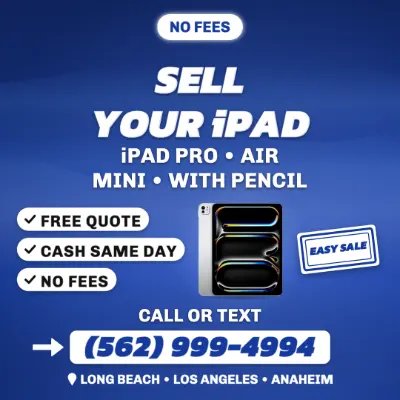 NO FEES
SELL
YOUR iPAD
iPAD PRO • AIR
MINI • WITH PENCIL
✓ FREE QUOTE
✓ CASH SAME DAY
✓ NO FEES
EASY SALE
CALL OR TEXT
→ (562) 999-4994
LONG BEACH • LOS ANGELES • ANAHEIM